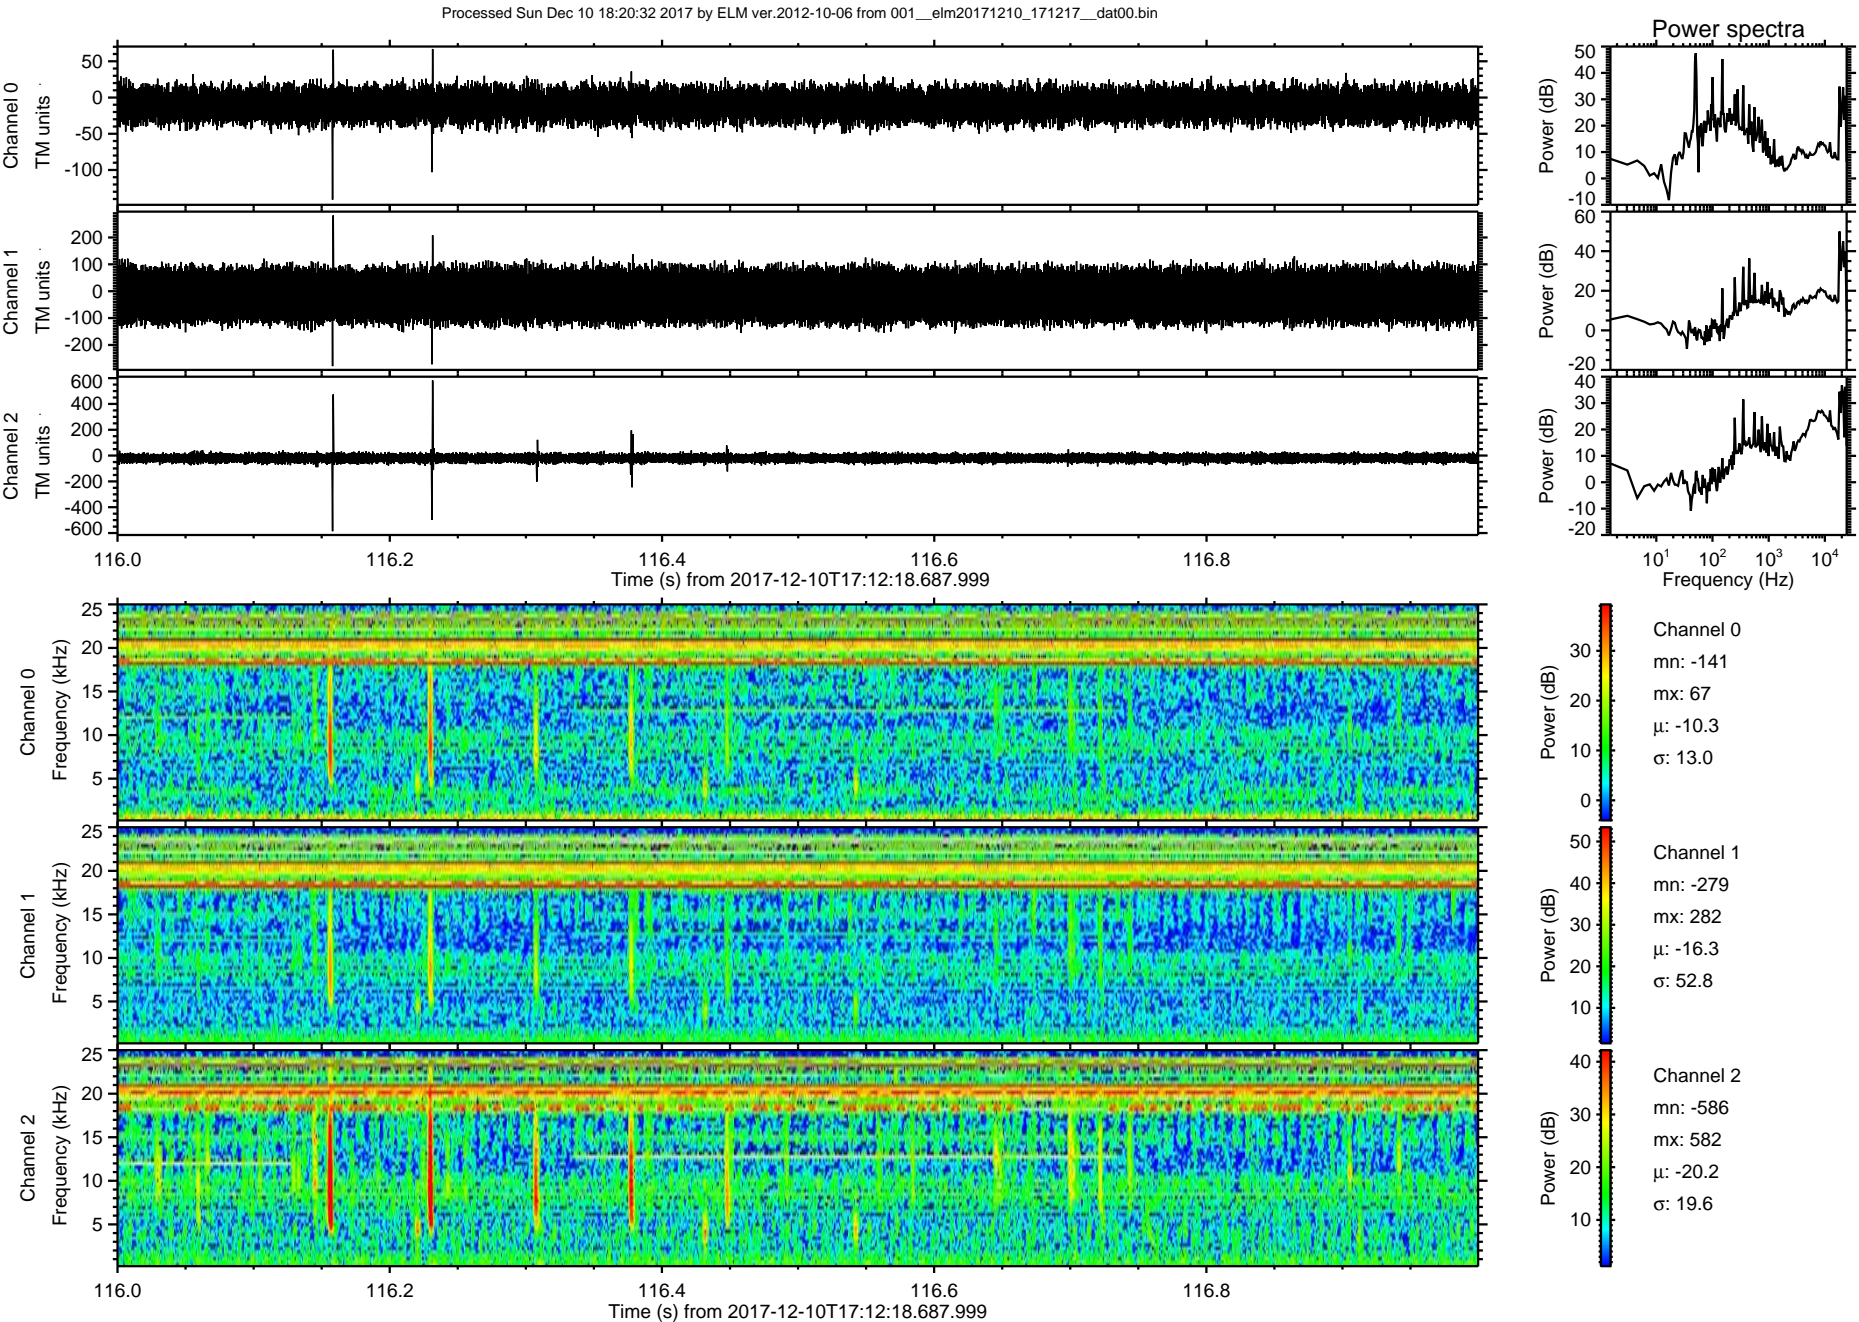 Processed Sun Dec 10 18:20:32 2017 by ELM ver.2012-10-06 from 001__elm20171210_171217__dat00.bin
Power spectra
Channel 0
TM units
50
0
-50
-100
Power (dB)
50
40
30
20
10
0
-10
Channel 1
TM units
200
100
0
-100
-200
Power (dB)
60
40
20
0
-20
Channel 2
TM units
600
400
200
0
-200
-400
-600
Power (dB)
40
30
20
10
0
-10
-20
116.0 116.2 116.4 116.6 116.8
Time (s) from 2017-12-10T17:12:18.687.999
10¹ 10² 10³ 10⁴
Frequency (Hz)
Channel 0
Frequency (kHz)
25
20
15
10
5
Power (dB)
30
20
10
0
Channel 0
mn: -141
mx: 67
μ: -10.3
σ: 13.0
Channel 1
Frequency (kHz)
25
20
15
10
5
Power (dB)
50
40
30
20
10
Channel 1
mn: -279
mx: 282
μ: -16.3
σ: 52.8
Channel 2
Frequency (kHz)
25
20
15
10
5
Power (dB)
40
30
20
10
Channel 2
mn: -586
mx: 582
μ: -20.2
σ: 19.6
116.0 116.2 116.4 116.6 116.8
Time (s) from 2017-12-10T17:12:18.687.999